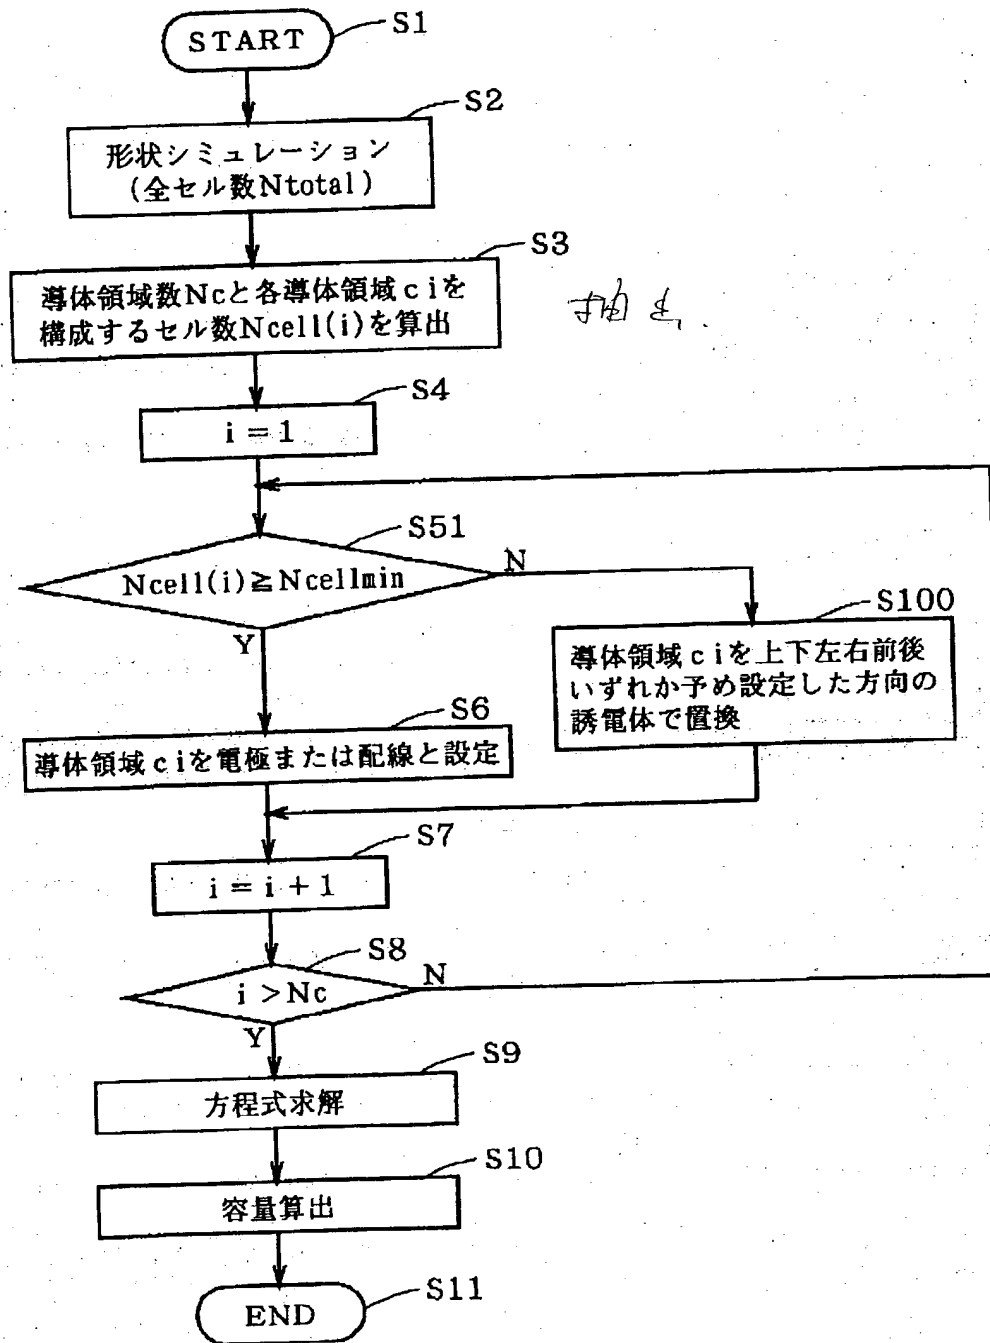 START
S1
S2
形状シミュレーション
(全セル数Ntotal)
S3
導体領域数Ncと各導体領域ciを
構成するセル数Ncell(i)を算出
S4
i=1
S51
Ncell(i)≧Ncellmin
N
Y
S100
導体領域ciを上下左右前後
いずれか予め設定した方向の
誘電体で置換
S6
導体領域ciを電極または配線と設定
S7
i=i+1
S8
i>Nc
N
Y
S9
方程式求解
S10
容量算出
END
S11